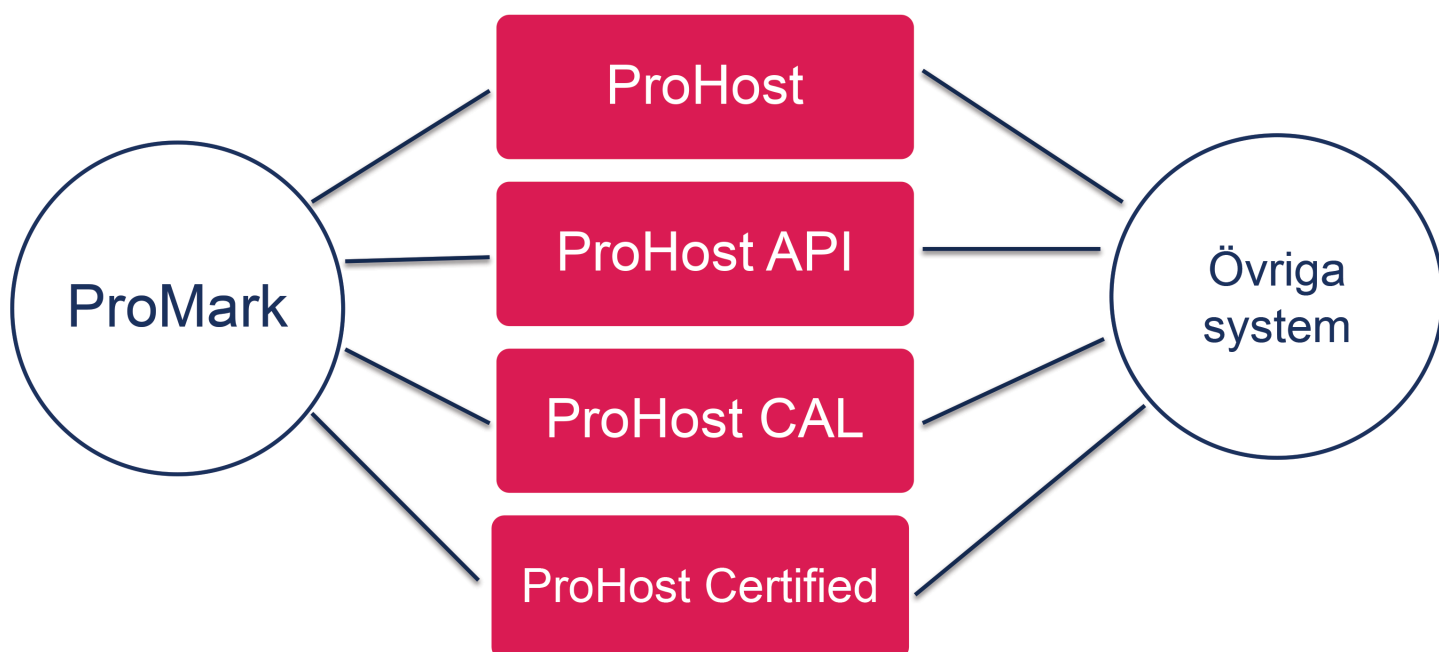 ProHost
ProHost API
ProMark
Övriga
system
ProHost CAL
ProHost Certified